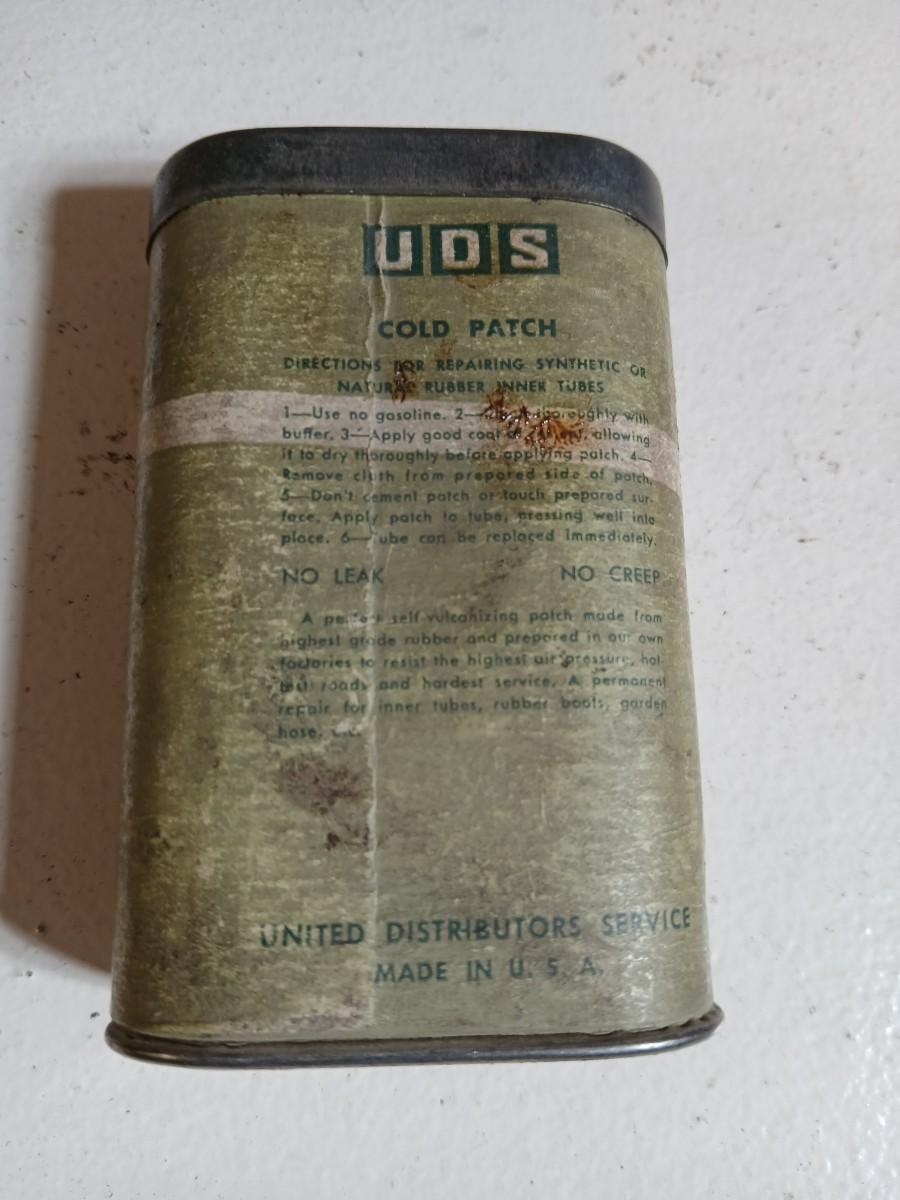 UDS
COLD PATCH
DIRECTIONS FOR REPAIRING SYNTHETIC OR
NATURAL RUBBER INNER TUBES
1—Use no gasoline. 2— thoroughly with
buffer. 3—Apply good coat of allowing
it to dry thoroughly before applying patch. 4—
Remove cloth from prepared side of patch.
5—Don't cement patch or touch prepared sur-
face. Apply patch to tube, pressing well into
place. 6—Tube can be replaced immediately.
NO LEAK NO CREEP
A perfect self-vulcanizing patch made from
highest grade rubber and prepared in our own
factories to resist the highest air pressure, hot-
test roads and hardest service. A permanent
repair for inner tubes, rubber boots, garden
hose, etc.
UNITED DISTRIBUTORS SERVICE
MADE IN U. S. A.